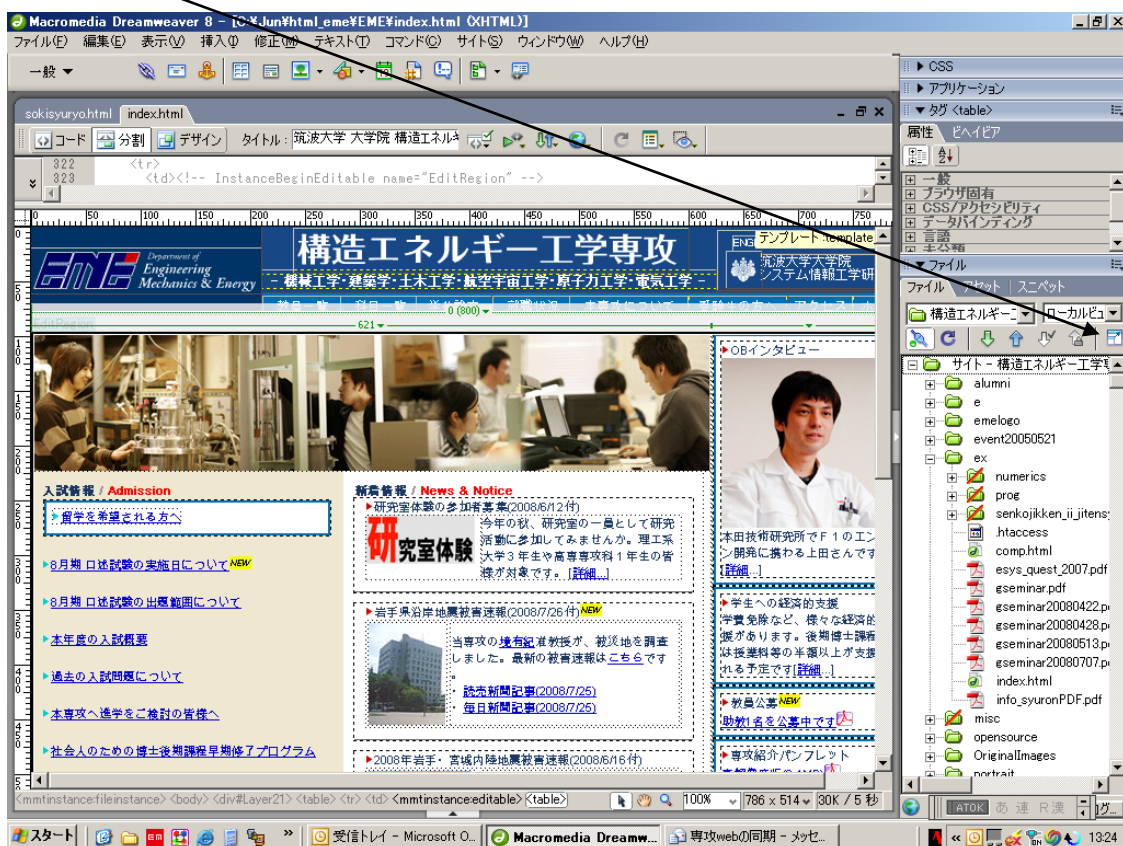 Macromedia Dreamweaver 8 - [C:¥Jun¥html_eme¥EME¥index.html (XHTML)]
ファイル(F) 編集(E) 表示(V) 挿入(I) 修正(M) テキスト(T) コマンド(C) サイト(S) ウィンドウ(W) ヘルプ(H)
一般
sokisyuryo.html index.html
コード 分割 デザイン タイトル: 筑波大学 大学院 構造エネルギ
322 <tr>
323 <td><!-- InstanceBeginEditable name="EditRegion" -->
0 50 100 150 200 250 300 350 400 450 500 550 600 650 700 750
EME
Department of
Engineering
Mechanics & Energy
構造エネルギー工学専攻
- 機械工学・建築学・土木工学・航空宇宙工学・原子力工学・電気工学 -
テンプレート:template_
筑波大学大学院
システム情報工学研
EditRegion
0 (800)
621
入試情報 / Admission
留学を希望される方へ
8月期 口述試験の実施日について NEW
8月期 口述試験の出題範囲について
本年度の入試概要
過去の入試問題について
本専攻へ進学をご検討の皆様へ
社会人のための博士後期課程早期修了プログラム
新着情報 / News & Notice
研究室体験の参加者募集(2008/6/12付)
研究室体験
今年の秋、研究室の一員として研究
活動に参加してみませんか。理工系
大学3年生や高専専攻科1年生の皆
様が対象です。 [詳細...]
岩手県沿岸地震被害速報(2008/7/26付) NEW
当専攻の境有紀准教授が、被災地を調査
しました。最新の被害速報はこちらです
。
・ 読売新聞記事(2008/7/25)
・ 毎日新聞記事(2008/7/25)
2008年岩手・宮城内陸地震被害速報(2008/6/16付)
OBインタビュー
本田技術研究所でF1のエン
ン開発に携わる上田さんです
[詳細...]
学生への経済的支援
学費免除など、様々な経済的
援があります。後期博士課程
は授業料等の半額以上が支援
れる予定です[詳細...]
教員公募 NEW
助教1名を公募中です
専攻紹介パンフレット
<mmtinstance:fileinstance> <body> <div#Layer21> <table> <tr> <td> <mmtinstance:editable> <table>
100% 786 x 514 30K / 5 秒
CSS
アプリケーション
タグ <table>
属性 ビヘイビア
一般
ブラウザ固有
CSS/アクセシビリティ
データバインディング
言語
未分類
ファイル
ファイル アセット スニペット
構造エネルギーコ ローカルビュ
サイト - 構造エネルギー工学専
alumni
e
emelogo
event20050521
ex
numerics
prog
senkojikken_ii_jitens
.htaccess
comp.html
esys_quest_2007.pdf
gseminar.pdf
gseminar20080422.p
gseminar20080428.p
gseminar20080513.p
gseminar20080707.p
index.html
info_syuronPDF.pdf
misc
opensource
OriginalImages
portrait
ATOK あ 連 R漢
スタート 受信トレイ - Microsoft O... Macromedia Dreamw... 専攻webの同期 - メッセ... 13:24